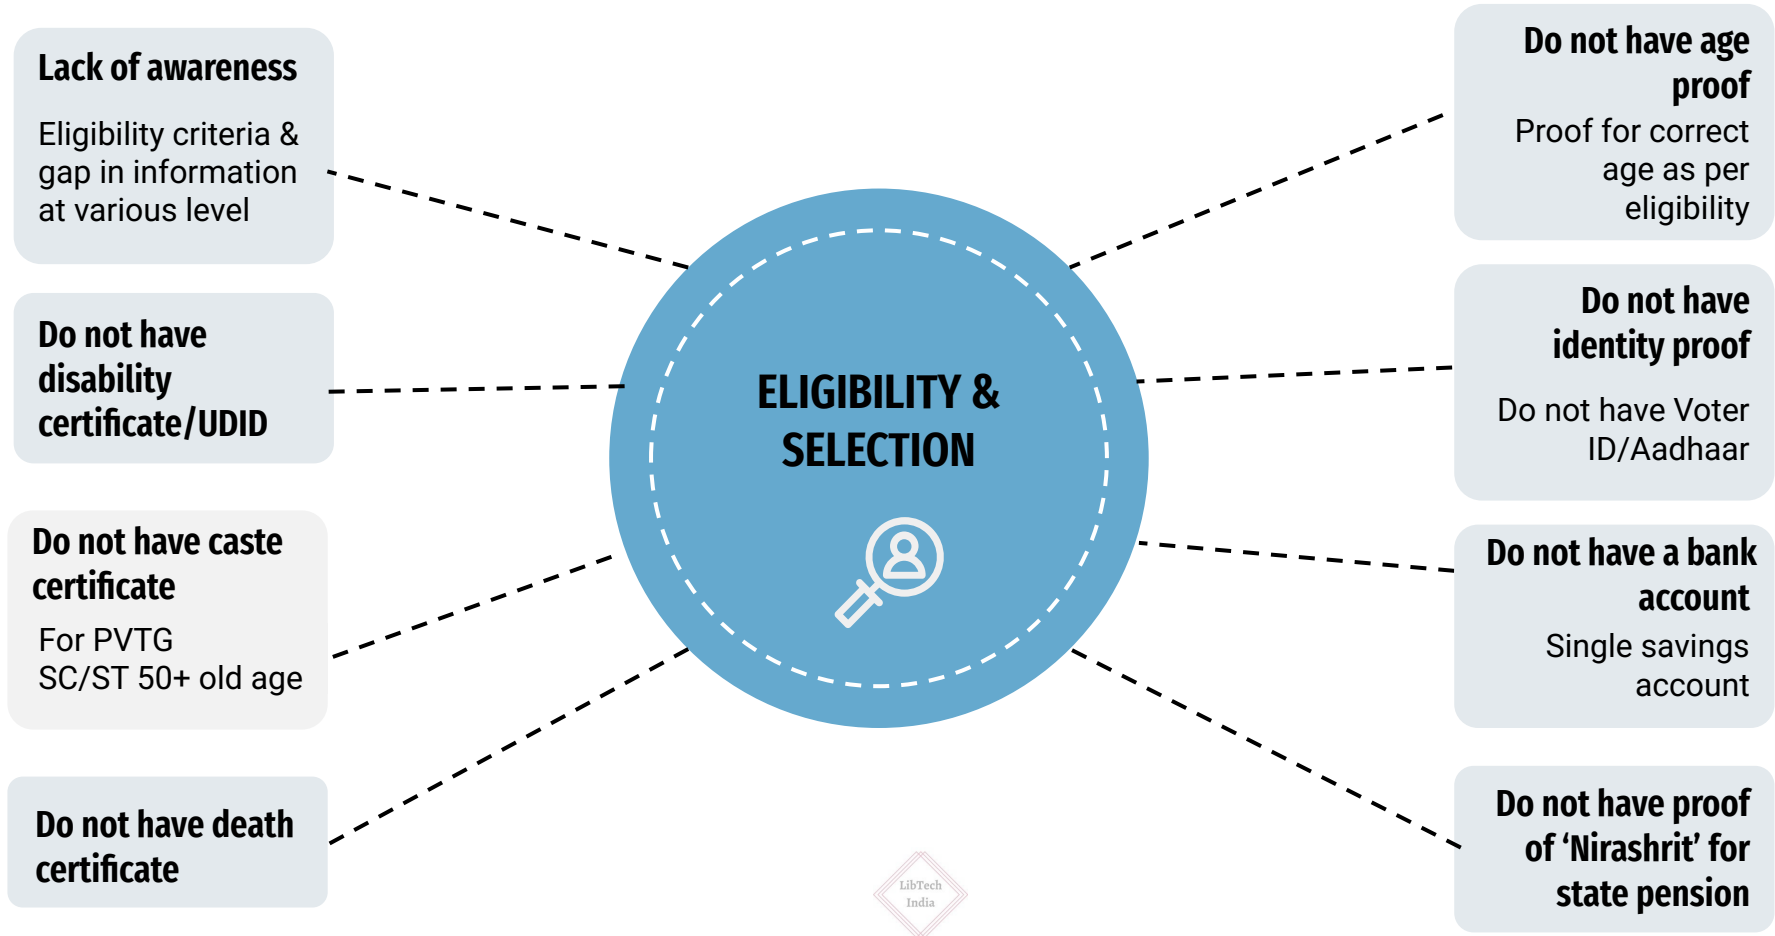 Lack of awareness
Eligibility criteria &
gap in information
at various level
Do not have
disability
certificate/UDID
Do not have caste
certificate
For PVTG
SC/ST 50+ old age
Do not have death
certificate
ELIGIBILITY &
SELECTION
Do not have age
proof
Proof for correct
age as per
eligibility
Do not have
identity proof
Do not have Voter
ID/Aadhaar
Do not have a bank
account
Single savings
account
Do not have proof
of ‘Nirashrit’ for
state pension
LibTech
India